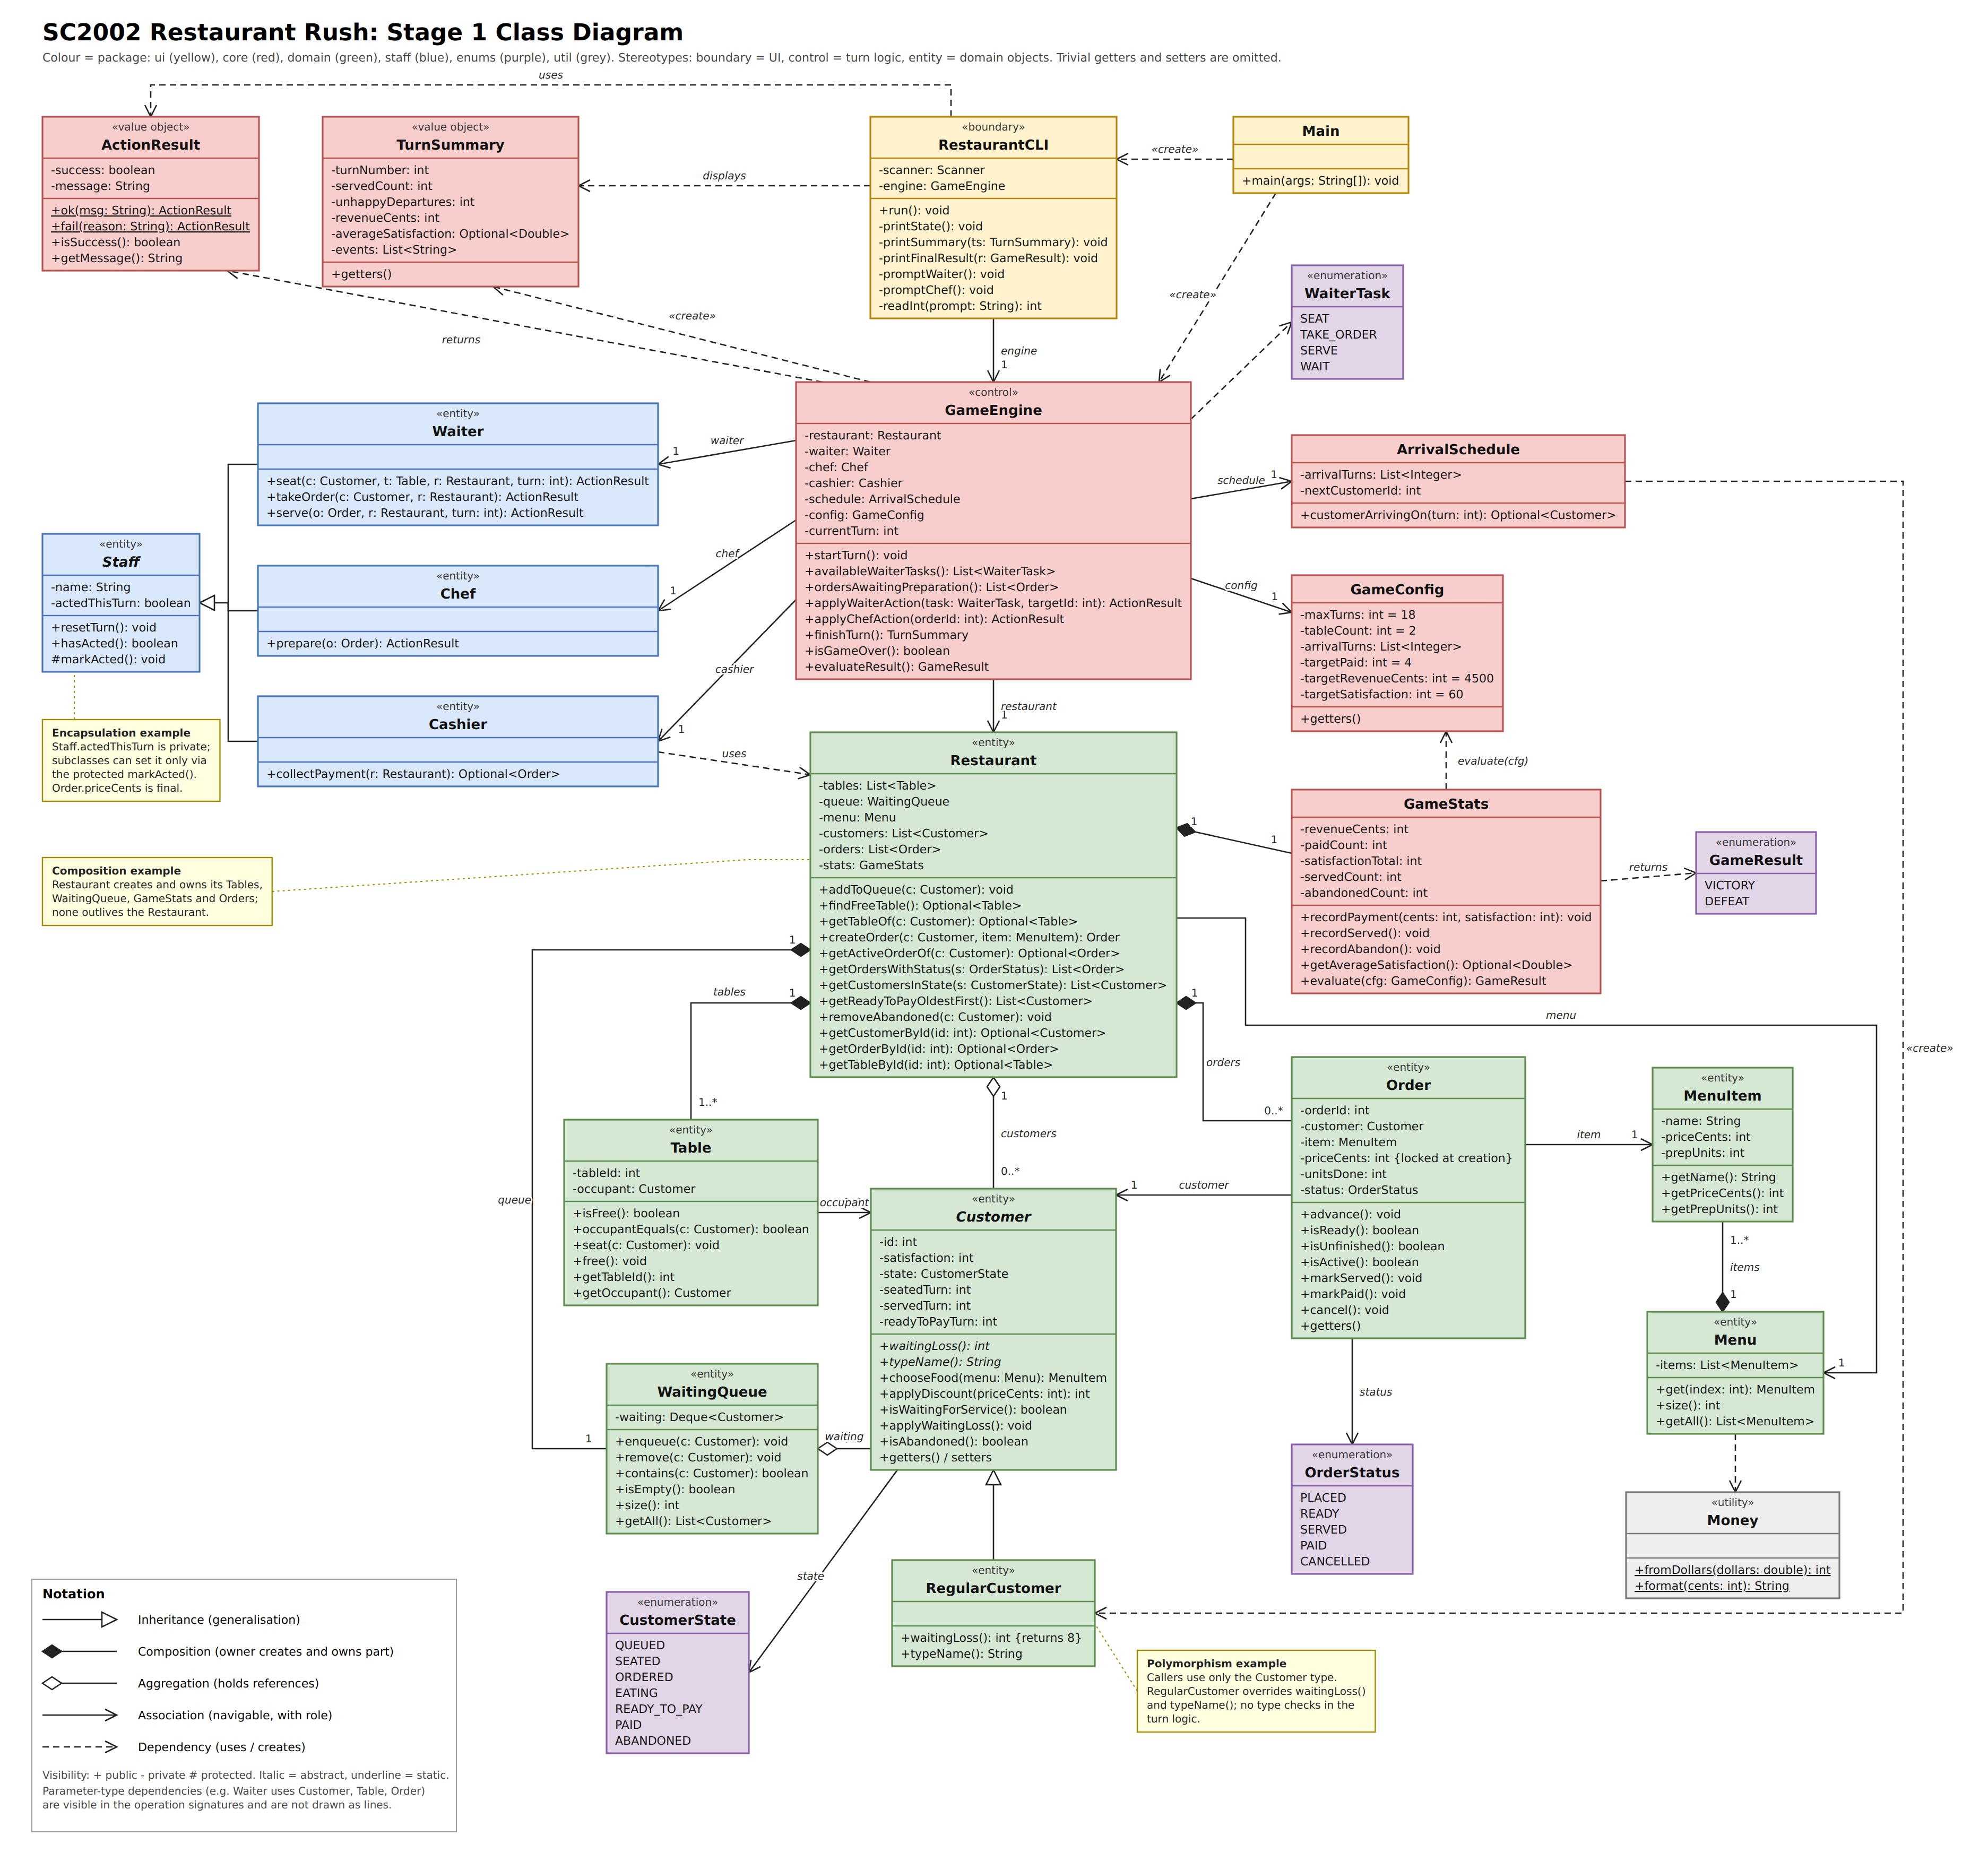 SC2002 Restaurant Rush: Stage 1 Class Diagram
Colour = package: ui (yellow), core (red), domain (green), staff (blue), enums (purple), util (grey). Stereotypes: boundary = UI, control = turn logic, entity = domain objects. Trivial getters and setters are omitted.
uses
«value object»
ActionResult
-success: boolean
-message: String
+ok(msg: String): ActionResult
+fail(reason: String): ActionResult
+isSuccess(): boolean
+getMessage(): String
«value object»
TurnSummary
-turnNumber: int
-servedCount: int
-unhappyDepartures: int
-revenueCents: int
-averageSatisfaction: Optional<Double>
-events: List<String>
+getters()
displays
«boundary»
RestaurantCLI
-scanner: Scanner
-engine: GameEngine
+run(): void
-printState(): void
-printSummary(ts: TurnSummary): void
-printFinalResult(r: GameResult): void
-promptWaiter(): void
-promptChef(): void
-readInt(prompt: String): int
«create»
Main
+main(args: String[]): void
«create»
«enumeration»
WaiterTask
SEAT
TAKE_ORDER
SERVE
WAIT
returns
«create»
engine
1
«entity»
Waiter
+seat(c: Customer, t: Table, r: Restaurant, turn: int): ActionResult
+takeOrder(c: Customer, r: Restaurant): ActionResult
+serve(o: Order, r: Restaurant, turn: int): ActionResult
waiter
1
«control»
GameEngine
-restaurant: Restaurant
-waiter: Waiter
-chef: Chef
-cashier: Cashier
-schedule: ArrivalSchedule
-config: GameConfig
-currentTurn: int
+startTurn(): void
+availableWaiterTasks(): List<WaiterTask>
+ordersAwaitingPreparation(): List<Order>
+applyWaiterAction(task: WaiterTask, targetId: int): ActionResult
+applyChefAction(orderId: int): ActionResult
+finishTurn(): TurnSummary
+isGameOver(): boolean
+evaluateResult(): GameResult
schedule
1
ArrivalSchedule
-arrivalTurns: List<Integer>
-nextCustomerId: int
+customerArrivingOn(turn: int): Optional<Customer>
«entity»
Staff
-name: String
-actedThisTurn: boolean
+resetTurn(): void
+hasActed(): boolean
#markActed(): void
«entity»
Chef
+prepare(o: Order): ActionResult
chef
1
config
1
GameConfig
-maxTurns: int = 18
-tableCount: int = 2
-arrivalTurns: List<Integer>
-targetPaid: int = 4
-targetRevenueCents: int = 4500
-targetSatisfaction: int = 60
+getters()
«entity»
Cashier
+collectPayment(r: Restaurant): Optional<Order>
cashier
1
uses
restaurant
1
Encapsulation example
Staff.actedThisTurn is private;
subclasses can set it only via
the protected markActed().
Order.priceCents is final.
Composition example
Restaurant creates and owns its Tables,
WaitingQueue, GameStats and Orders;
none outlives the Restaurant.
«entity»
Restaurant
-tables: List<Table>
-queue: WaitingQueue
-menu: Menu
-customers: List<Customer>
-orders: List<Order>
-stats: GameStats
+addToQueue(c: Customer): void
+findFreeTable(): Optional<Table>
+getTableOf(c: Customer): Optional<Table>
+createOrder(c: Customer, item: MenuItem): Order
+getActiveOrderOf(c: Customer): Optional<Order>
+getOrdersWithStatus(s: OrderStatus): List<Order>
+getCustomersInState(s: CustomerState): List<Customer>
+getReadyToPayOldestFirst(): List<Customer>
+removeAbandoned(c: Customer): void
+getCustomerById(id: int): Optional<Customer>
+getOrderById(id: int): Optional<Order>
+getTableById(id: int): Optional<Table>
1
1
evaluate(cfg)
GameStats
-revenueCents: int
-paidCount: int
-satisfactionTotal: int
-servedCount: int
-abandonedCount: int
+recordPayment(cents: int, satisfaction: int): void
+recordServed(): void
+recordAbandon(): void
+getAverageSatisfaction(): Optional<Double>
+evaluate(cfg: GameConfig): GameResult
returns
«enumeration»
GameResult
VICTORY
DEFEAT
1
tables
1
1
orders
0..*
menu
«create»
1..*
1
customers
0..*
«entity»
Table
-tableId: int
-occupant: Customer
+isFree(): boolean
+occupantEquals(c: Customer): boolean
+seat(c: Customer): void
+free(): void
+getTableId(): int
+getOccupant(): Customer
queue
occupant
«entity»
Customer
-id: int
-satisfaction: int
-state: CustomerState
-seatedTurn: int
-servedTurn: int
-readyToPayTurn: int
+waitingLoss(): int
+typeName(): String
+chooseFood(menu: Menu): MenuItem
+applyDiscount(priceCents: int): int
+isWaitingForService(): boolean
+applyWaitingLoss(): void
+isAbandoned(): boolean
+getters() / setters
1
customer
«entity»
Order
-orderId: int
-customer: Customer
-item: MenuItem
-priceCents: int {locked at creation}
-unitsDone: int
-status: OrderStatus
+advance(): void
+isReady(): boolean
+isUnfinished(): boolean
+isActive(): boolean
+markServed(): void
+markPaid(): void
+cancel(): void
+getters()
item
1
«entity»
MenuItem
-name: String
-priceCents: int
-prepUnits: int
+getName(): String
+getPriceCents(): int
+getPrepUnits(): int
1..*
items
1
«entity»
Menu
-items: List<MenuItem>
+get(index: int): MenuItem
+size(): int
+getAll(): List<MenuItem>
1
«entity»
WaitingQueue
-waiting: Deque<Customer>
+enqueue(c: Customer): void
+remove(c: Customer): void
+contains(c: Customer): boolean
+isEmpty(): boolean
+size(): int
+getAll(): List<Customer>
1
waiting
status
«enumeration»
OrderStatus
PLACED
READY
SERVED
PAID
CANCELLED
«utility»
Money
+fromDollars(dollars: double): int
+format(cents: int): String
state
«enumeration»
CustomerState
QUEUED
SEATED
ORDERED
EATING
READY_TO_PAY
PAID
ABANDONED
«entity»
RegularCustomer
+waitingLoss(): int {returns 8}
+typeName(): String
Polymorphism example
Callers use only the Customer type.
RegularCustomer overrides waitingLoss()
and typeName(); no type checks in the
turn logic.
Notation
Inheritance (generalisation)
Composition (owner creates and owns part)
Aggregation (holds references)
Association (navigable, with role)
Dependency (uses / creates)
Visibility: + public - private # protected. Italic = abstract, underline = static.
Parameter-type dependencies (e.g. Waiter uses Customer, Table, Order)
are visible in the operation signatures and are not drawn as lines.